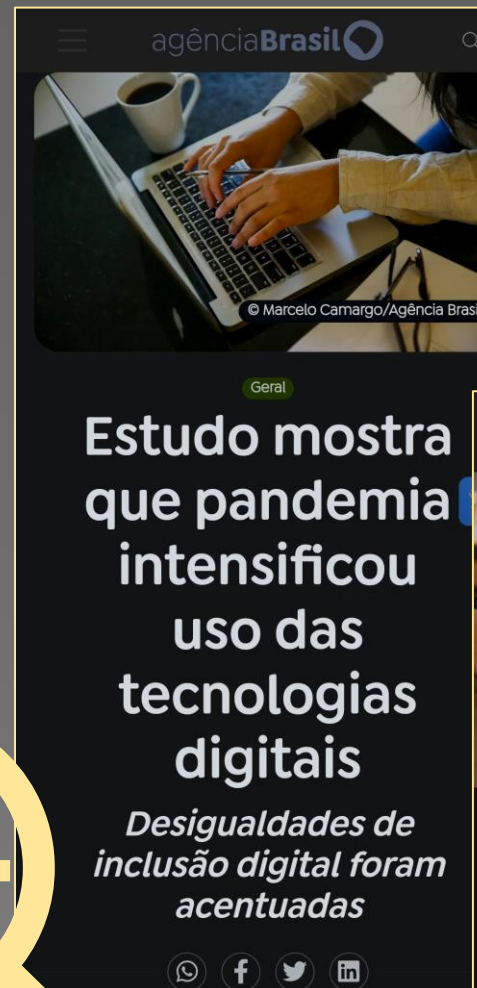 agênciaBrasil
© Marcelo Camargo/Agência Brasi
Geral
Estudo mostra
que pandemia
intensificou
uso das
tecnologias
digitais
Desigualdades de
inclusão digital foram
acentuadas